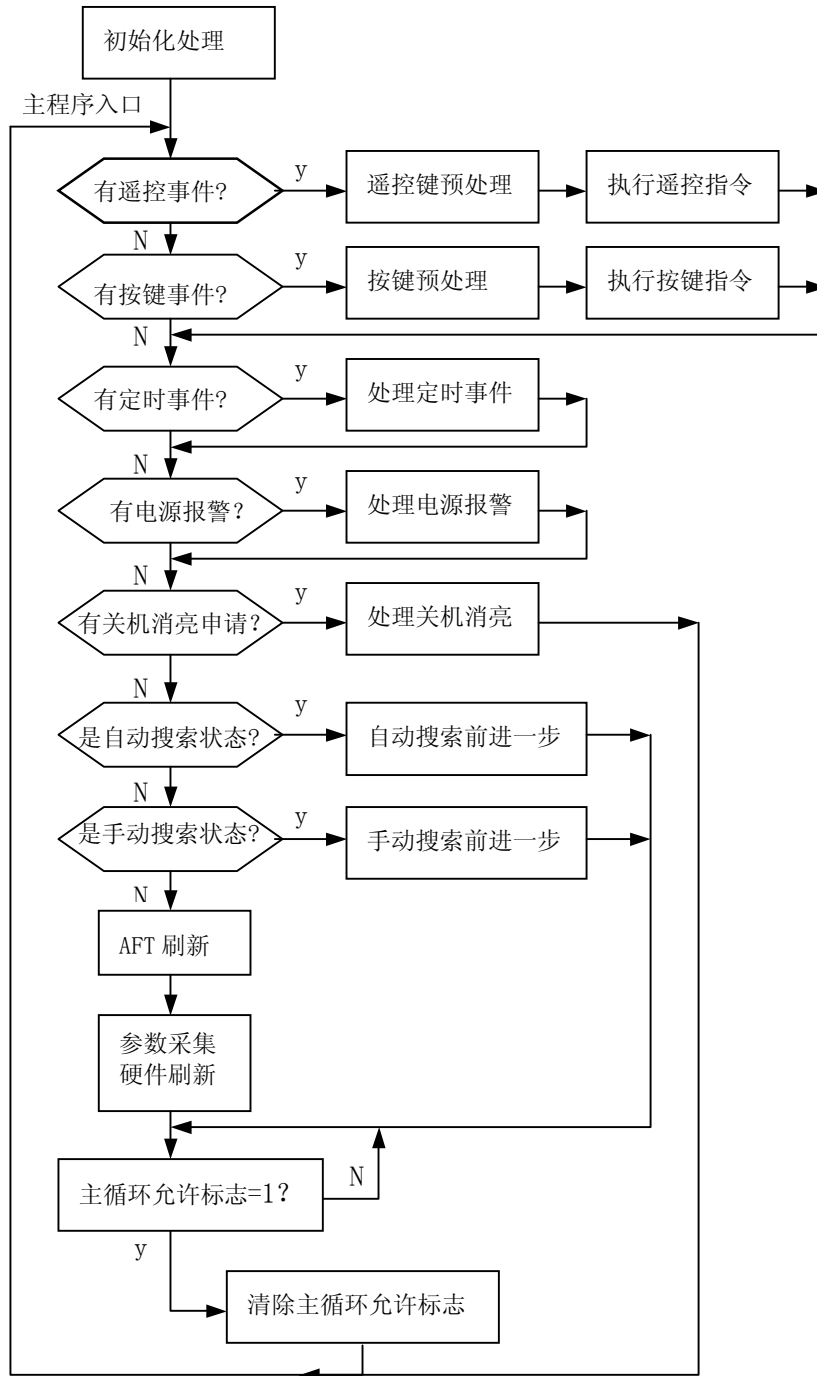 初始化处理
主程序入口
有遥控事件?
y
遥控键预处理
执行遥控指令
N
有按键事件?
y
按键预处理
执行按键指令
N
有定时事件?
y
处理定时事件
N
有电源报警?
y
处理电源报警
N
有关机消亮申请?
y
处理关机消亮
N
是自动搜索状态?
y
自动搜索前进一步
N
是手动搜索状态?
y
手动搜索前进一步
N
AFT 刷新
参数采集
硬件刷新
主循环允许标志=1?
N
y
清除主循环允许标志